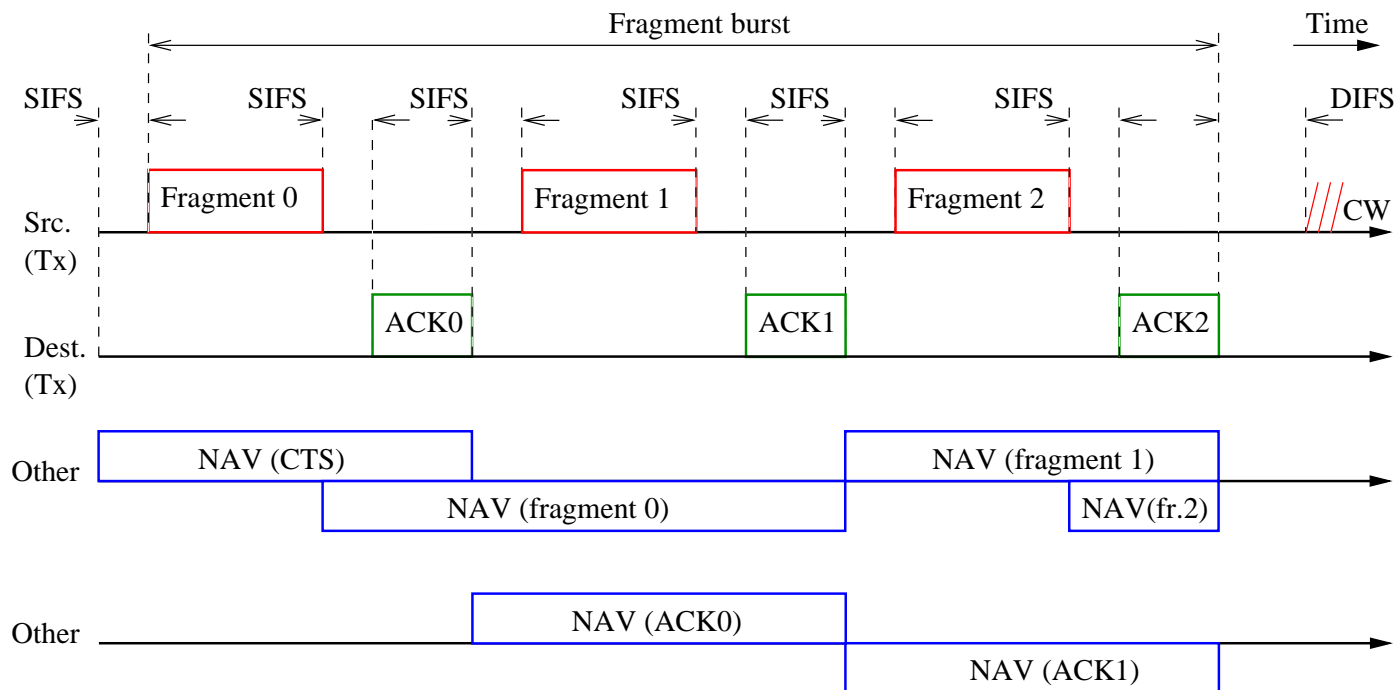 Fragment burst
Time
SIFS SIFS SIFS SIFS SIFS SIFS DIFS
Fragment 0 Fragment 1 Fragment 2
Src.
(Tx)
CW
ACK0 ACK1 ACK2
Dest.
(Tx)
NAV (CTS) NAV (fragment 1)
Other
NAV (fragment 0) NAV(fr.2)
NAV (ACK0)
Other
NAV (ACK1)